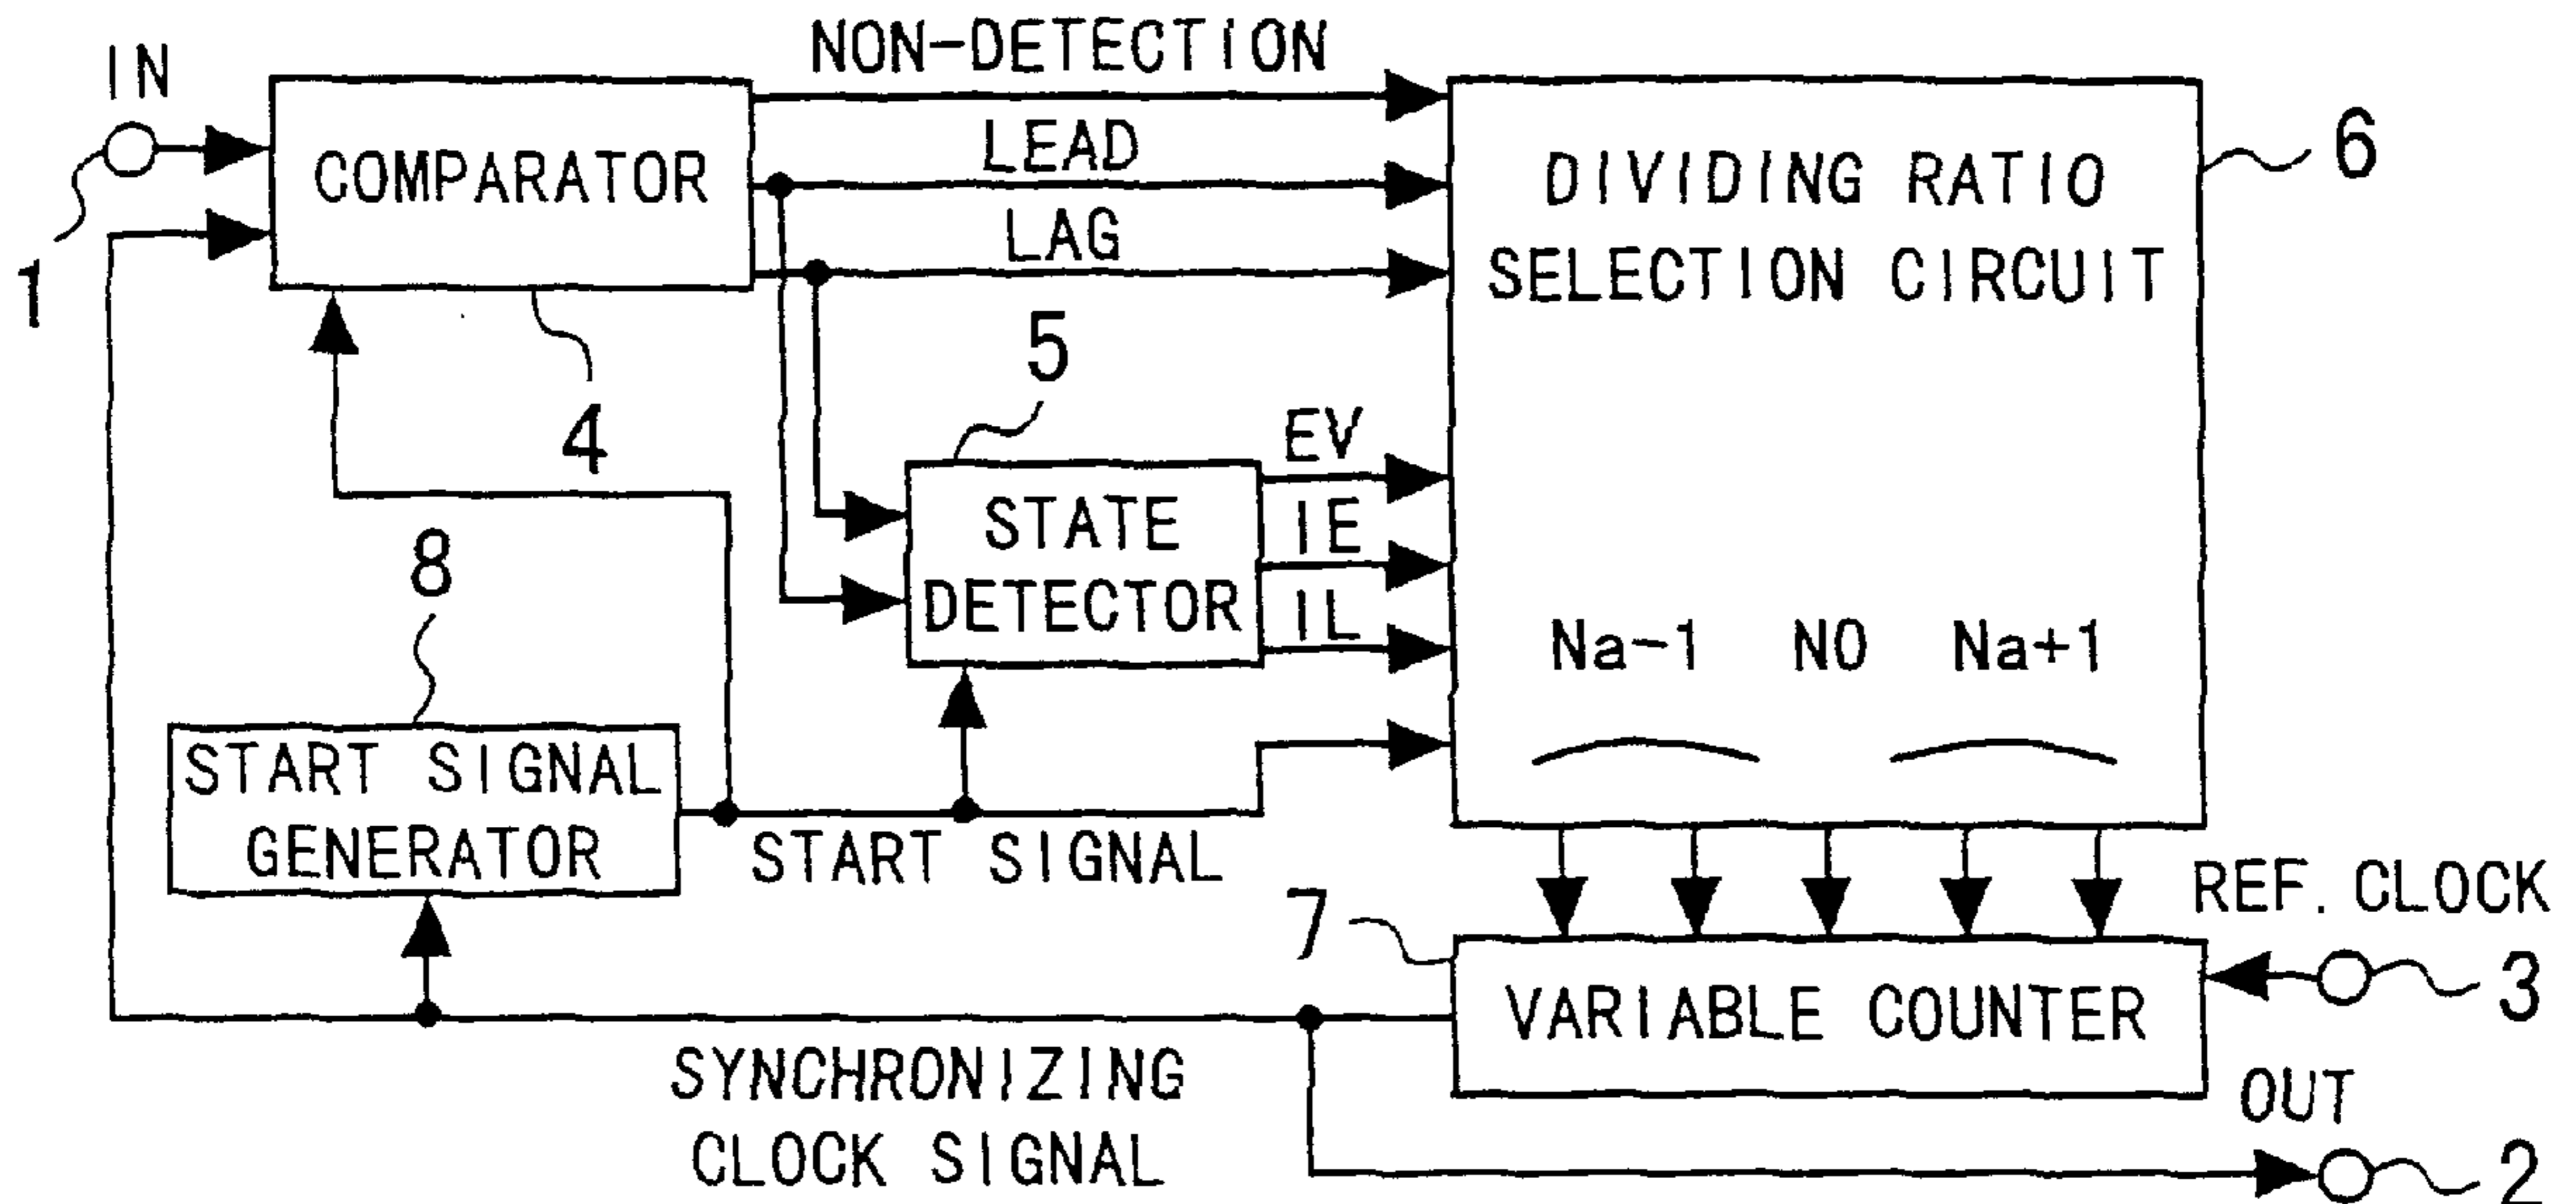 NON-DETECTION
IN
LEAD
COMPARATOR
DIVIDING RATIO
SELECTION CIRCUIT
6
LAG
1
4
5
EV
STATE
DETECTOR
IE
IL
8
Na-1 NO Na+1
START SIGNAL
GENERATOR
START SIGNAL
REF. CLOCK
7
VARIABLE COUNTER
3
SYNCHRONIZING
CLOCK SIGNAL
OUT
2